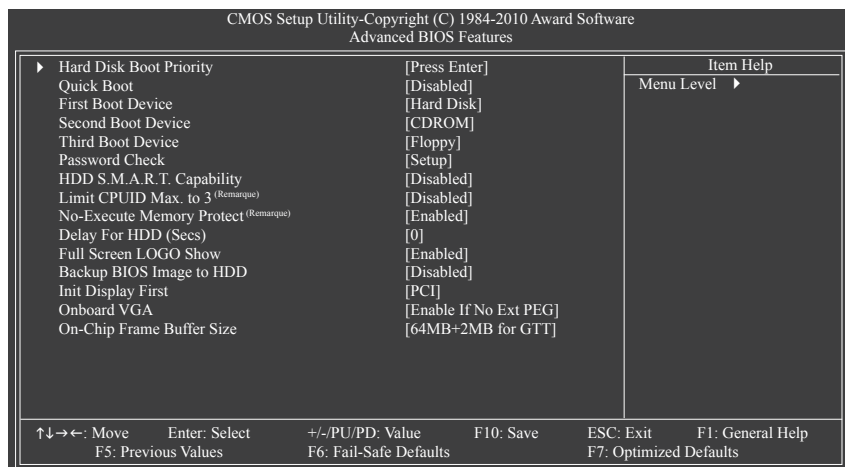 CMOS Setup Utility-Copyright (C) 1984-2010 Award Software
Advanced BIOS Features
Hard Disk Boot Priority [Press Enter]
Quick Boot [Disabled]
First Boot Device [Hard Disk]
Second Boot Device [CDROM]
Third Boot Device [Floppy]
Password Check [Setup]
HDD S.M.A.R.T. Capability [Disabled]
Limit CPUID Max. to 3 (Remarque) [Disabled]
No-Execute Memory Protect (Remarque) [Enabled]
Delay For HDD (Secs) [0]
Full Screen LOGO Show [Enabled]
Backup BIOS Image to HDD [Disabled]
Init Display First [PCI]
Onboard VGA [Enable If No Ext PEG]
On-Chip Frame Buffer Size [64MB+2MB for GTT]
Item Help
Menu Level
↑↓→←: Move Enter: Select +/-/PU/PD: Value F10: Save ESC: Exit F1: General Help
F5: Previous Values F6: Fail-Safe Defaults F7: Optimized Defaults